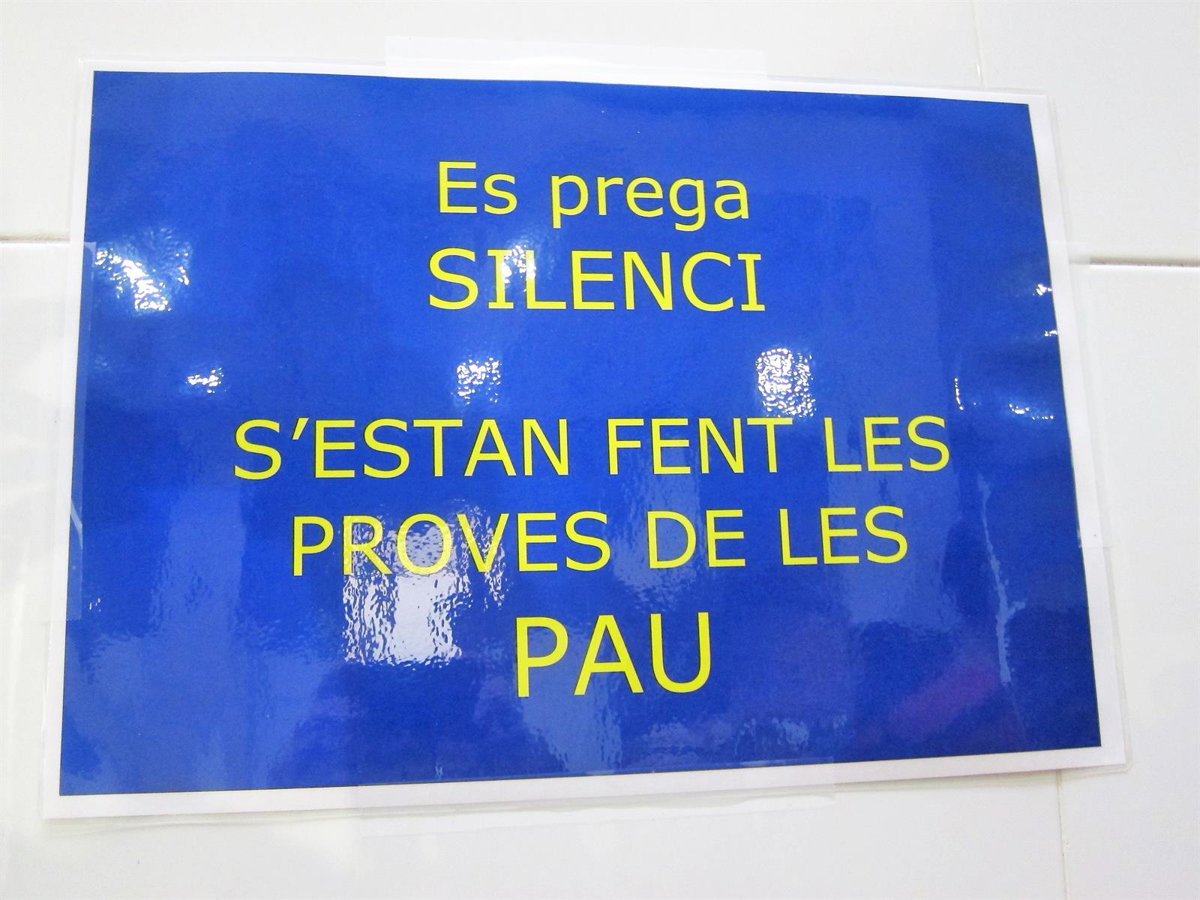 Es prega
SILENCI
S'ESTAN FENT LES
PROVES DE LES
PAU